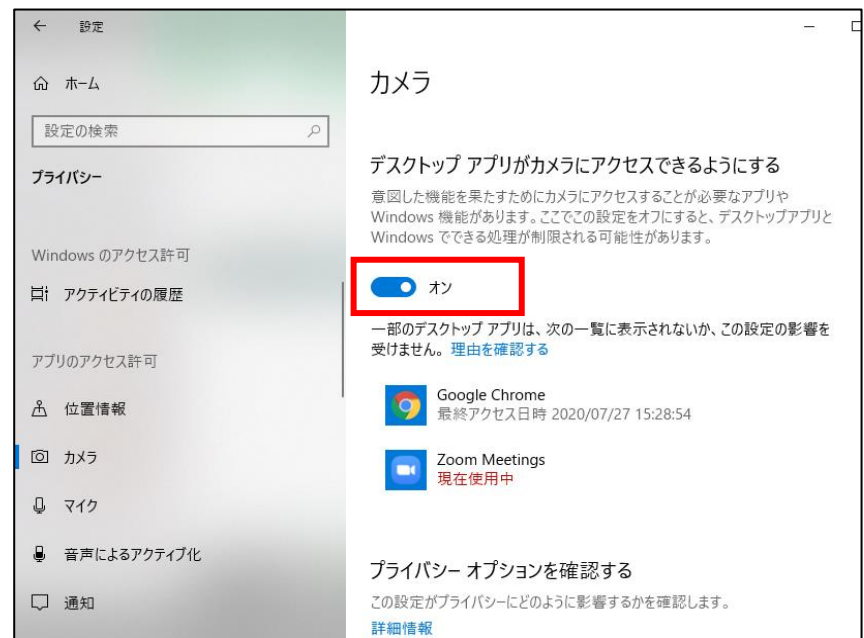 設定
ホーム
設定の検索
プライバシー
Windows のアクセス許可
アクティビティの履歴
アプリのアクセス許可
位置情報
カメラ
マイク
音声によるアクティブ化
通知
カメラ
デスクトップ アプリがカメラにアクセスできるようにする
意図した機能を果たすためにカメラにアクセスすることが必要なアプリや
Windows 機能があります。ここでこの設定をオフにすると、デスクトップアプリと
Windows でできる処理が制限される可能性があります。
オン
一部のデスクトップ アプリは、次の一覧に表示されないか、この設定の影響を
受けません。 理由を確認する
Google Chrome
最終アクセス日時 2020/07/27 15:28:54
Zoom Meetings
現在使用中
プライバシー オプションを確認する
この設定がプライバシーにどのように影響するかを確認します。
詳細情報